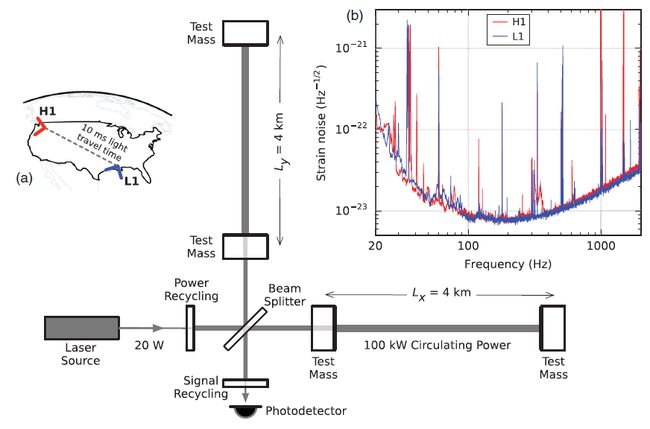 (b)
H1
L1
Strain noise (Hz⁻¹/²)
10⁻²¹
10⁻²²
10⁻²³
20
100
1000
Frequency (Hz)
(a)
H1
10 ms light
travel time
L1
Test
Mass
Lᵧ = 4 km
Test
Mass
Power
Recycling
Beam
Splitter
Lₓ = 4 km
Laser
Source
20 W
100 kW Circulating Power
Test
Mass
Test
Mass
Signal
Recycling
Photodetector